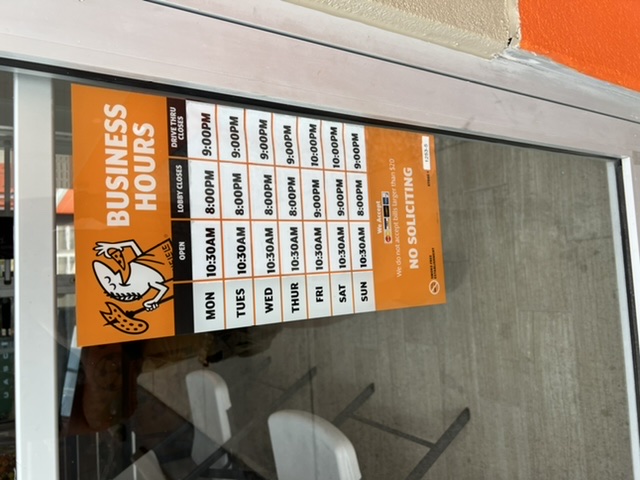 BUSINESS
HOURS
OPEN LOBBY CLOSES DRIVE THRU CLOSES
MON 10:30AM 8:00PM 9:00PM
TUES 10:30AM 8:00PM 9:00PM
WED 10:30AM 8:00PM 9:00PM
THUR 10:30AM 8:00PM 9:00PM
FRI 10:30AM 9:00PM 10:00PM
SAT 10:30AM 9:00PM 10:00PM
SUN 10:30AM 8:00PM 9:00PM
We Accept
We do not accept bills larger than $20
NO SOLICITING